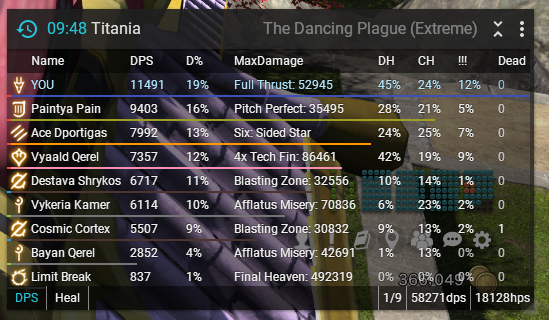 09:48 Titania The Dancing Plague (Extreme)
Name DPS D% MaxDamage DH CH !!! Dead
YOU 11491 19% Full Thrust: 52945 45% 24% 12% 0
Paintya Pain 9403 16% Pitch Perfect: 35495 28% 21% 5% 0
Ace Dportigas 7992 13% Six: Sided Star 24% 25% 7% 0
Vyaald Qerel 7357 12% 4x Tech Fin: 86461 42% 19% 9% 0
Destava Shrykos 6717 11% Blasting Zone: 32556 10% 14% 1% 0
Vykeria Kamer 6114 10% Afflatus Misery: 70836 6% 23% 2% 0
Cosmic Cortex 5507 9% Blasting Zone: 30832 9% 13% 2% 1
Bayan Qerel 2852 4% Afflatus Misery: 42691 1% 13% 0% 0
Limit Break 837 1% Final Heaven: 492319 0% 0% 0% 0
DPS Heal 1/9 58271dps 18128hps